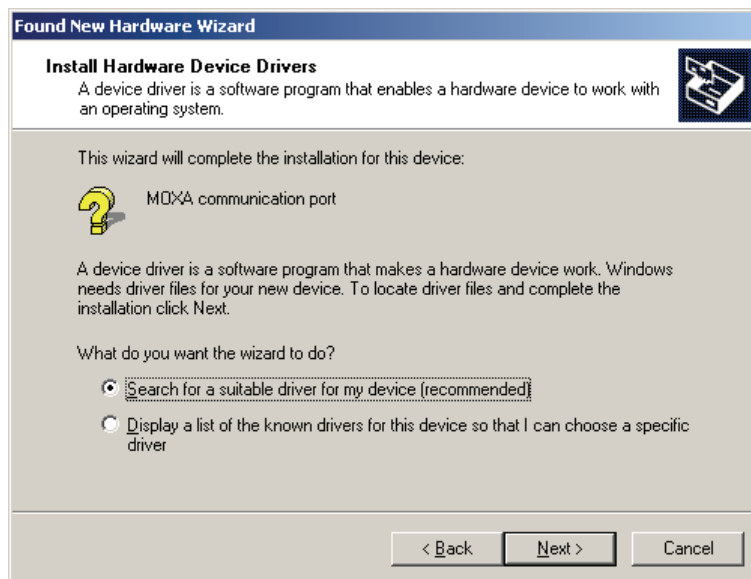 Found New Hardware Wizard
Install Hardware Device Drivers
A device driver is a software program that enables a hardware device to work with
an operating system.
This wizard will complete the installation for this device:
MOXA communication port
A device driver is a software program that makes a hardware device work. Windows
needs driver files for your new device. To locate driver files and complete the
installation click Next.
What do you want the wizard to do?
Search for a suitable driver for my device (recommended)
Display a list of the known drivers for this device so that I can choose a specific
driver
< Back Next > Cancel